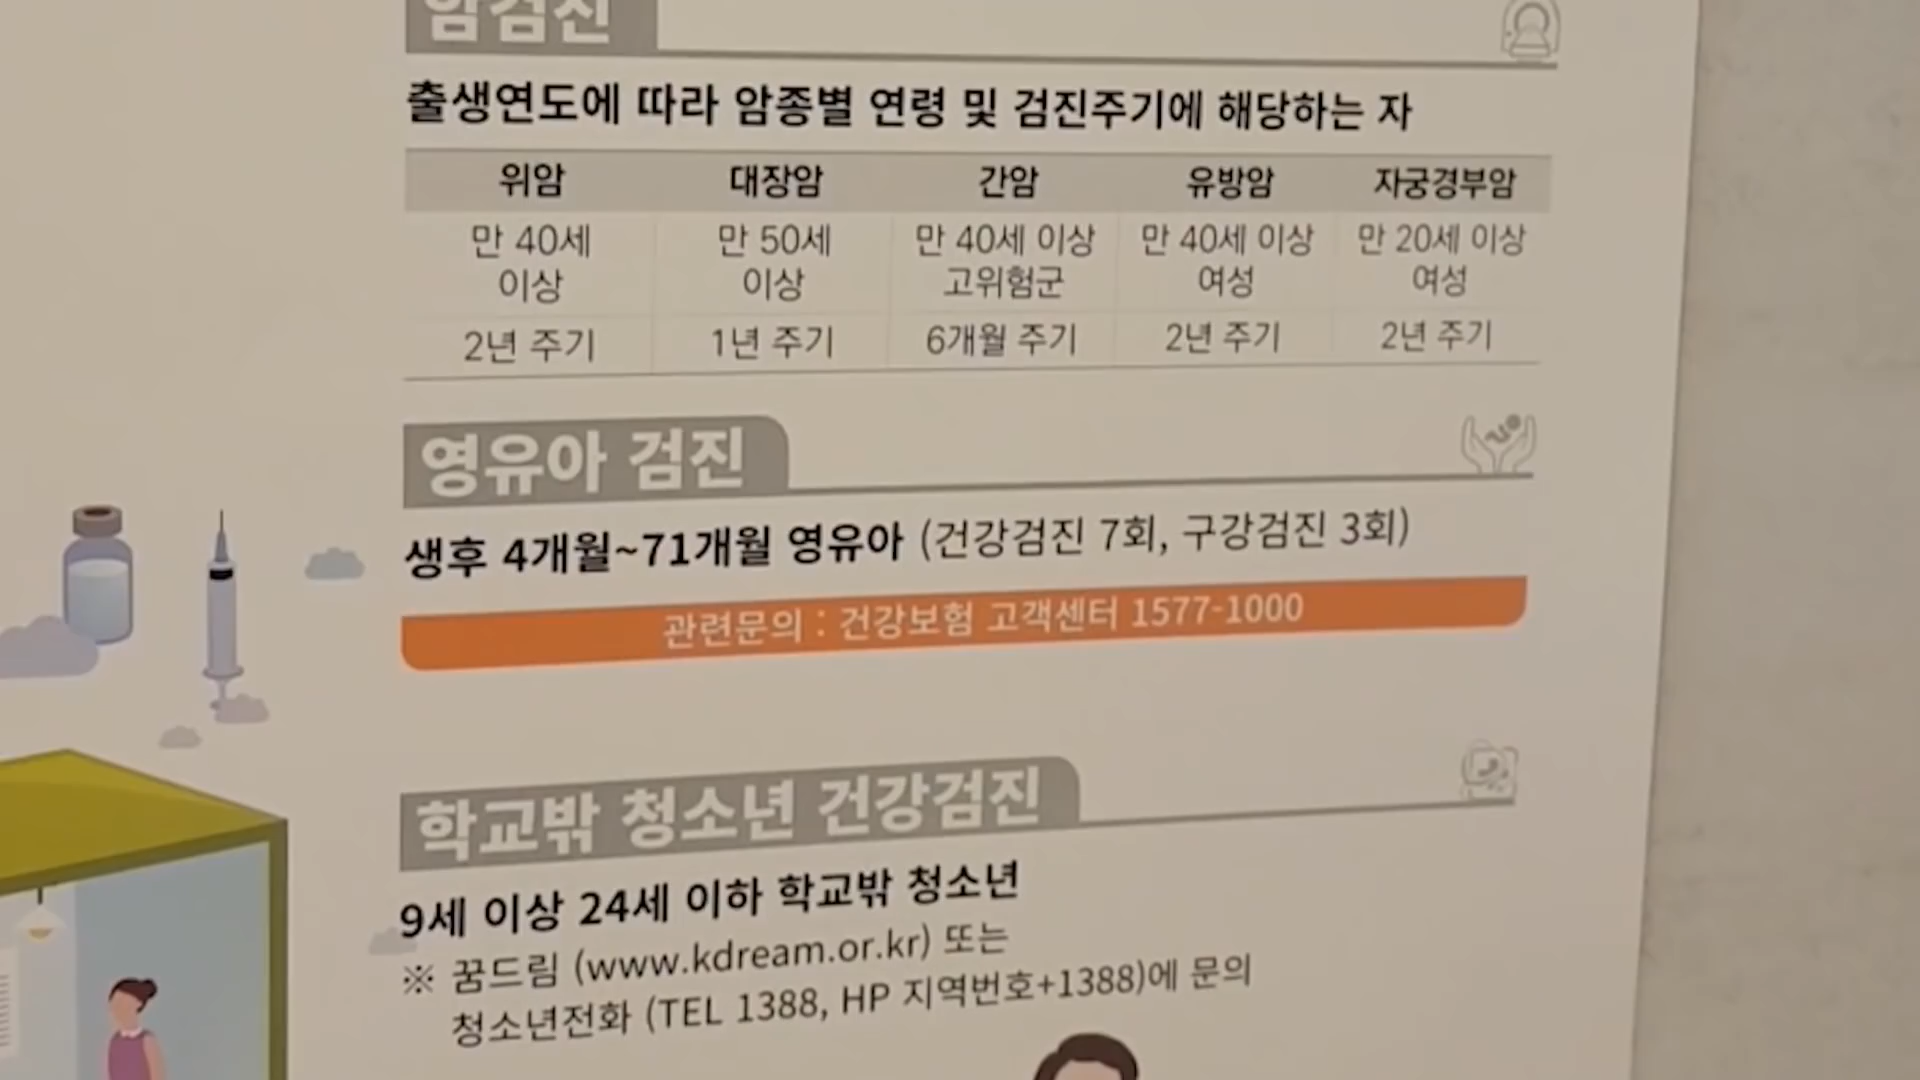 암검진
출생연도에 따라 암종별 연령 및 검진주기에 해당하는 자
위암 대장암 간암 유방암 자궁경부암
만 40세 이상 만 50세 이상 만 40세 이상 고위험군 만 40세 이상 여성 만 20세 이상 여성
2년 주기 1년 주기 6개월 주기 2년 주기 2년 주기
영유아 검진
생후 4개월~71개월 영유아 (건강검진 7회, 구강검진 3회)
관련문의 : 건강보험 고객센터 1577-1000
학교밖 청소년 건강검진
9세 이상 24세 이하 학교밖 청소년
※ 꿈드림 (www.kdream.or.kr) 또는
청소년전화 (TEL 1388, HP 지역번호+1388)에 문의